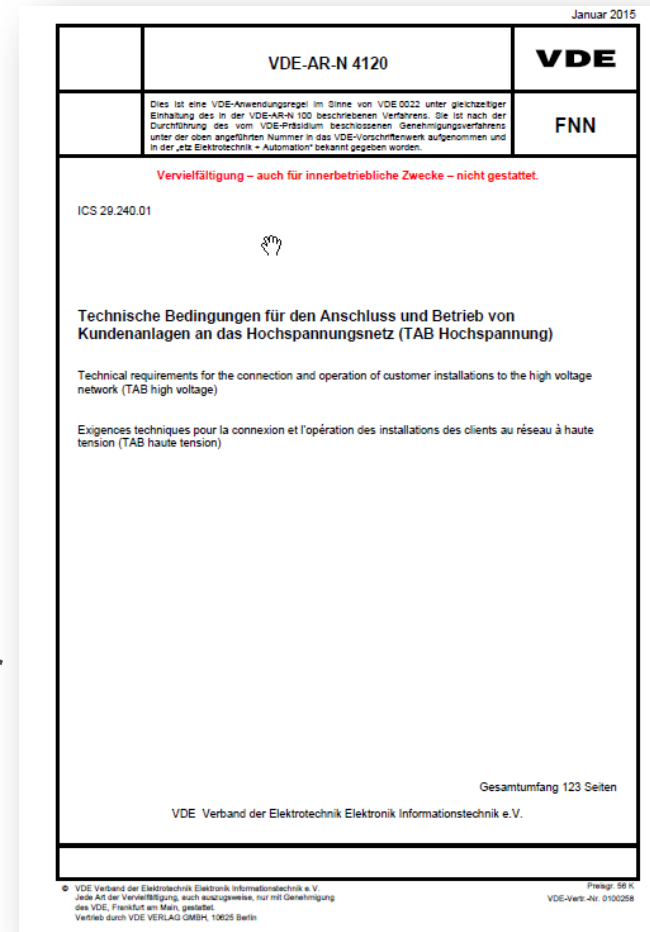 Januar 2015
VDE-AR-N 4120
VDE
Dies ist eine VDE-Anwendungsregel im Sinne von VDE 0022 unter gleichzeitiger
Einhaltung des in der VDE-AR-N 100 beschriebenen Verfahrens. Sie ist nach der
Durchführung des vom VDE-Präsidium beschlossenen Genehmigungsverfahrens
unter der oben angeführten Nummer in das VDE-Vorschriftenwerk aufgenommen und
in der „etz Elektrotechnik + Automation“ bekannt gegeben worden.
FNN
Vervielfältigung – auch für innerbetriebliche Zwecke – nicht gestattet.
ICS 29.240.01
Technische Bedingungen für den Anschluss und Betrieb von
Kundenanlagen an das Hochspannungsnetz (TAB Hochspannung)
Technical requirements for the connection and operation of customer installations to the high voltage
network (TAB high voltage)
Exigences techniques pour la connexion et l'opération des installations des clients au réseau à haute
tension (TAB haute tension)
Gesamtumfang 123 Seiten
VDE Verband der Elektrotechnik Elektronik Informationstechnik e.V.
© VDE Verband der Elektrotechnik Elektronik Informationstechnik e. V.
Jede Art der Vervielfältigung, auch auszugsweise, nur mit Genehmigung
des VDE, Frankfurt am Main, gestattet.
Vertrieb durch VDE VERLAG GMBH, 10625 Berlin
Preisgr. 56 K
VDE-Vertr.-Nr. 0100258